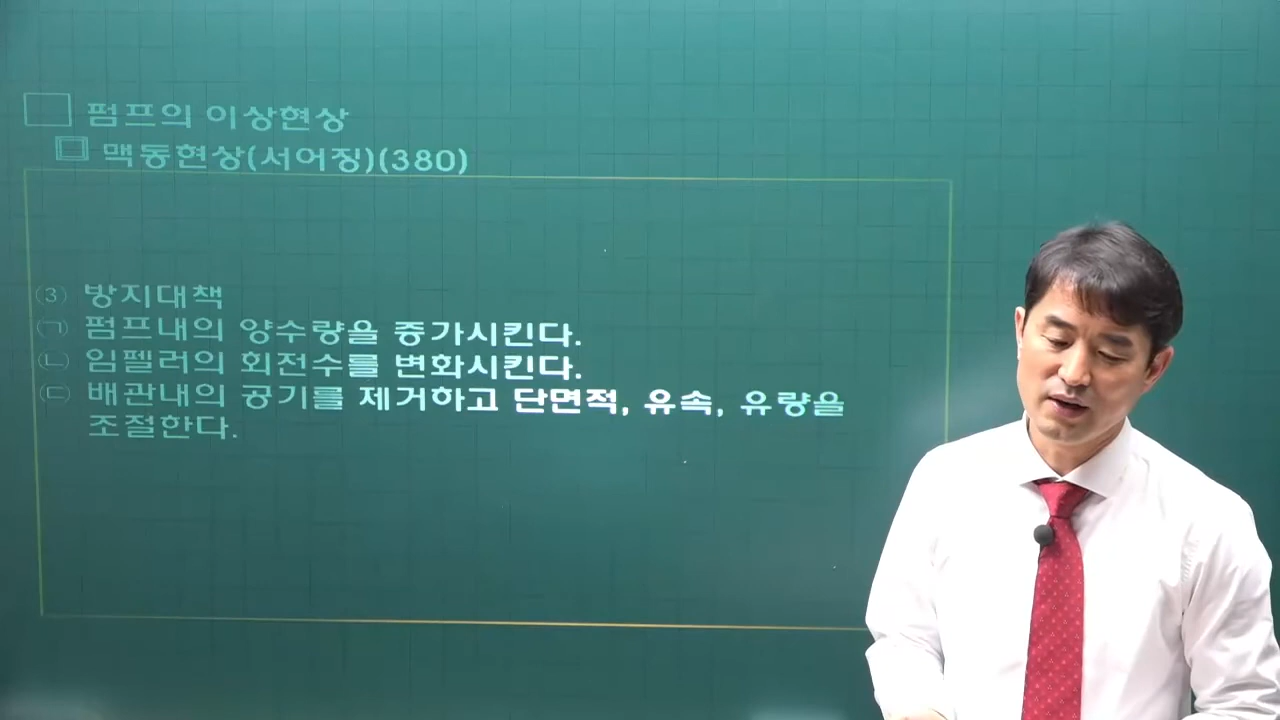 펌프의 이상현상
맥동현상(서어징)(380)
(3) 방지대책
(ㄱ) 펌프내의 양수량을 증가시킨다.
(ㄴ) 임펠러의 회전수를 변화시킨다.
(ㄷ) 배관내의 공기를 제거하고 단면적, 유속, 유량을
조절한다.